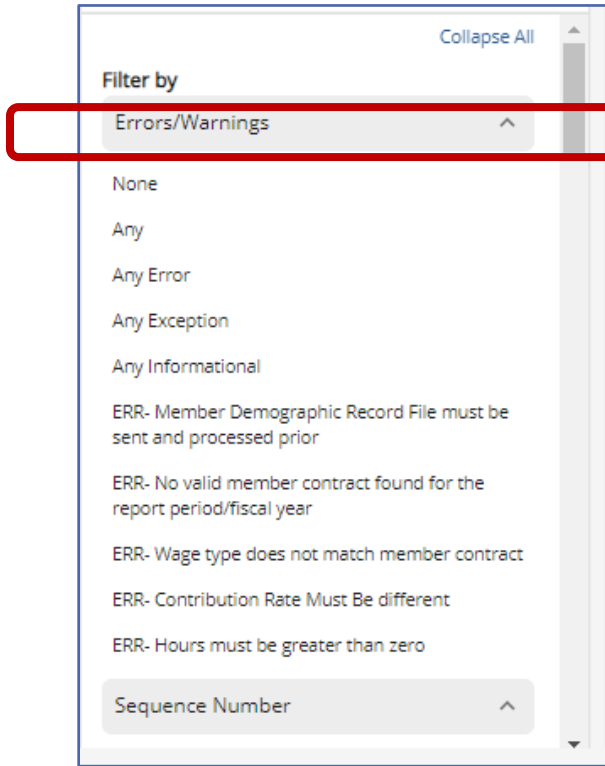 Collapse All
Filter by
Errors/Warnings
None
Any
Any Error
Any Exception
Any Informational
ERR- Member Demographic Record File must be
sent and processed prior
ERR- No valid member contract found for the
report period/fiscal year
ERR- Wage type does not match member contract
ERR- Contribution Rate Must Be different
ERR- Hours must be greater than zero
Sequence Number